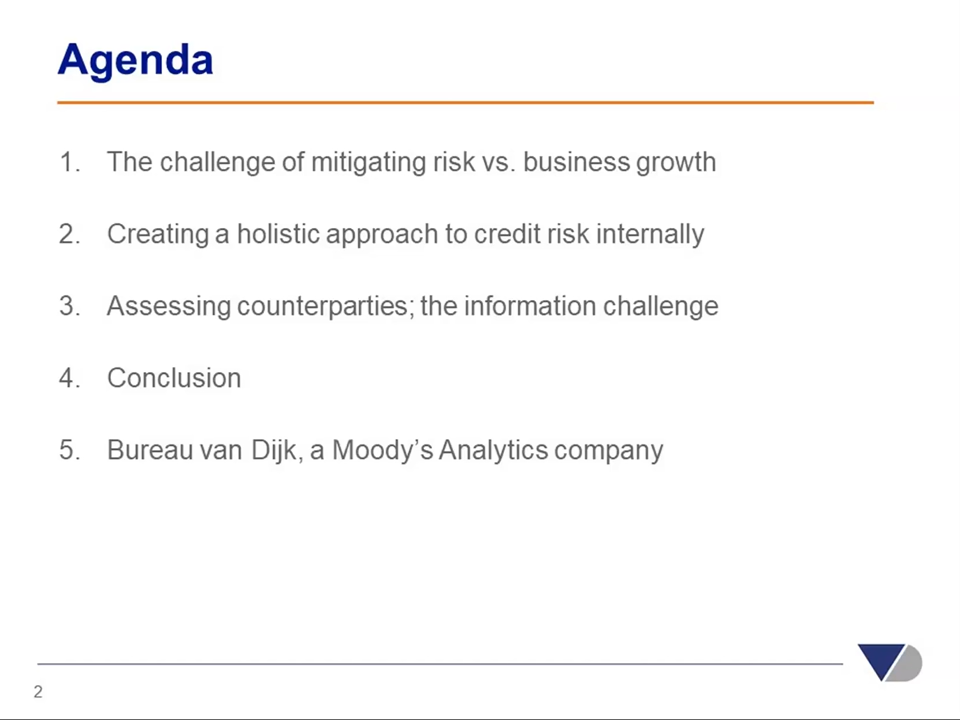 Agenda
1. The challenge of mitigating risk vs. business growth
2. Creating a holistic approach to credit risk internally
3. Assessing counterparties; the information challenge
4. Conclusion
5. Bureau van Dijk, a Moody’s Analytics company
2